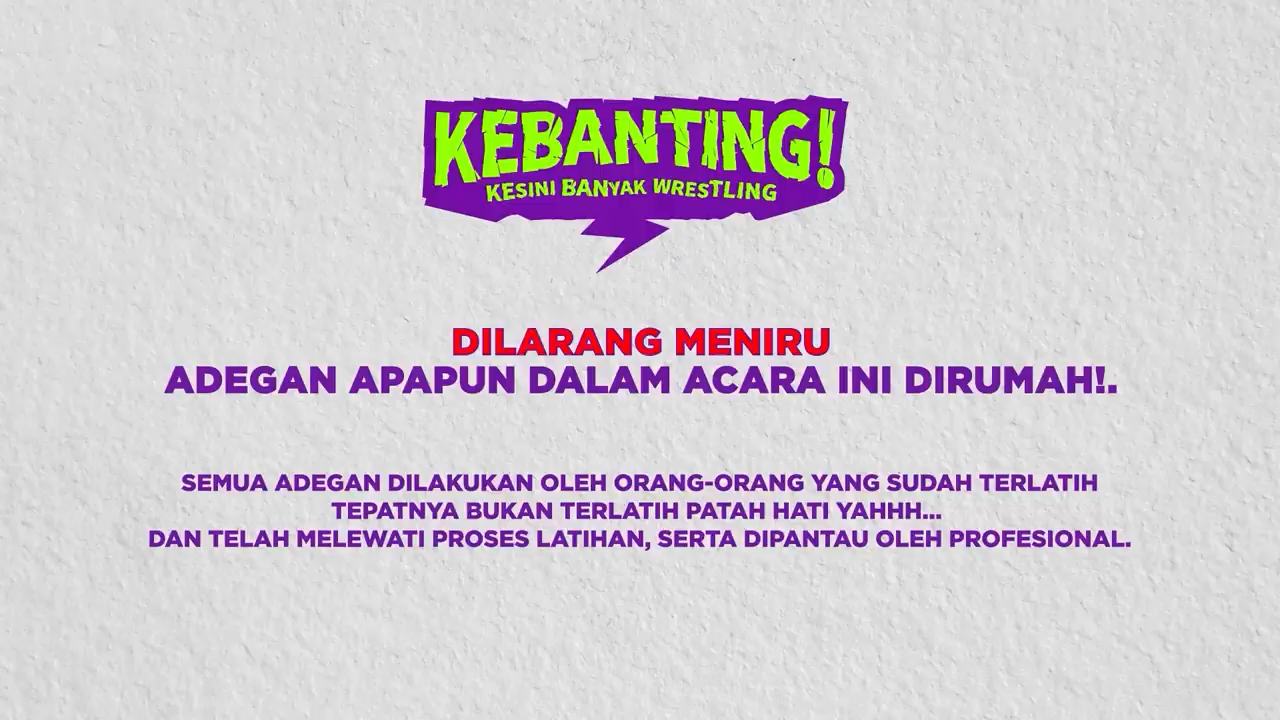 KEBANTING!
KESINI BANYAK WRESTLING
DILARANG MENIRU
ADEGAN APAPUN DALAM ACARA INI DIRUMAH!.
SEMUA ADEGAN DILAKUKAN OLEH ORANG-ORANG YANG SUDAH TERLATIH
TEPATNYA BUKAN TERLATIH PATAH HATI YAHHH...
DAN TELAH MELEWATI PROSES LATIHAN, SERTA DIPANTAU OLEH PROFESIONAL.